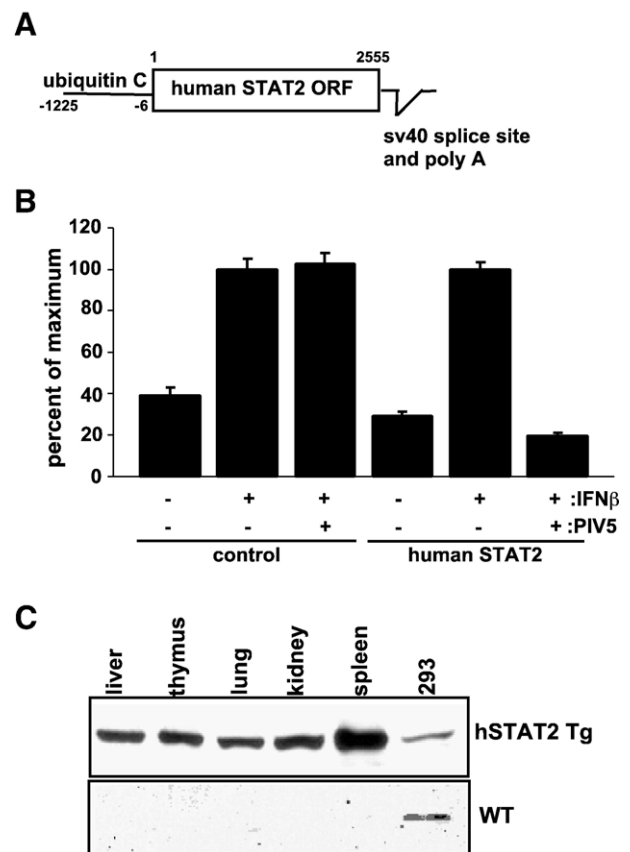 A
1 2555
ubiquitin C
human STAT2 ORF
-1225 -6
sv40 splice site
and poly A
B
percent of maximum
120
100
80
60
40
20
0
- + + - + + :IFNβ
- - + - - + :PIV5
control human STAT2
C
liver thymus lung kidney spleen 293
hSTAT2 Tg
WT